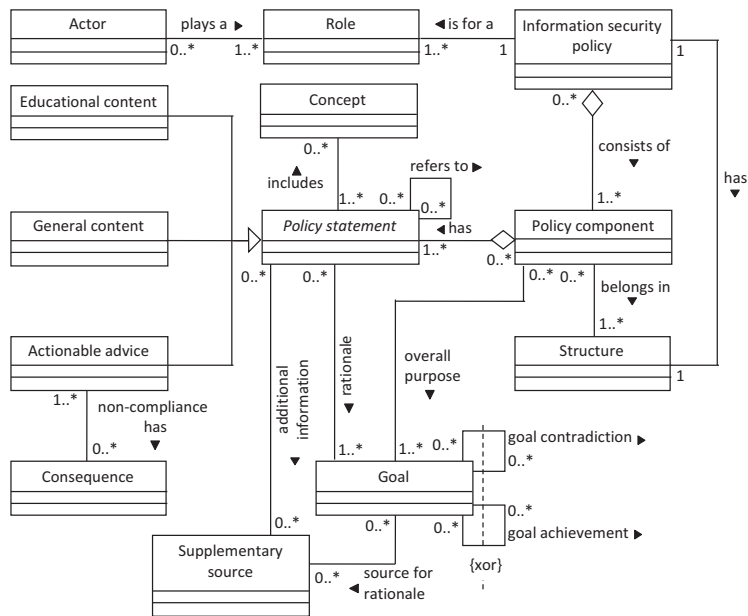 Actor
plays a ►
0..*
1..*
Role
◄ is for a
1..*
1
Information security
policy
1
0..*
Educational content
Concept
0..*
▲
includes
1..*
refers to ►
0..*
0..*
consists of
▼
1..*
has
▼
General content
Policy statement
◄ has
1..*
0..*
Policy component
0..*
0..*
0..*
0..*
belongs in
▼
1..*
Actionable advice
1..*
non-compliance
has
▼
0..*
additional
information
▼
rationale
▼
overall
purpose
▼
Structure
1
Consequence
1..*
1..*
Goal
0..*
goal contradiction ►
0..*
0..*
0..*
goal achievement ►
{xor}
0..*
0..*
Supplementary
source
0..*
◄ source for
rationale